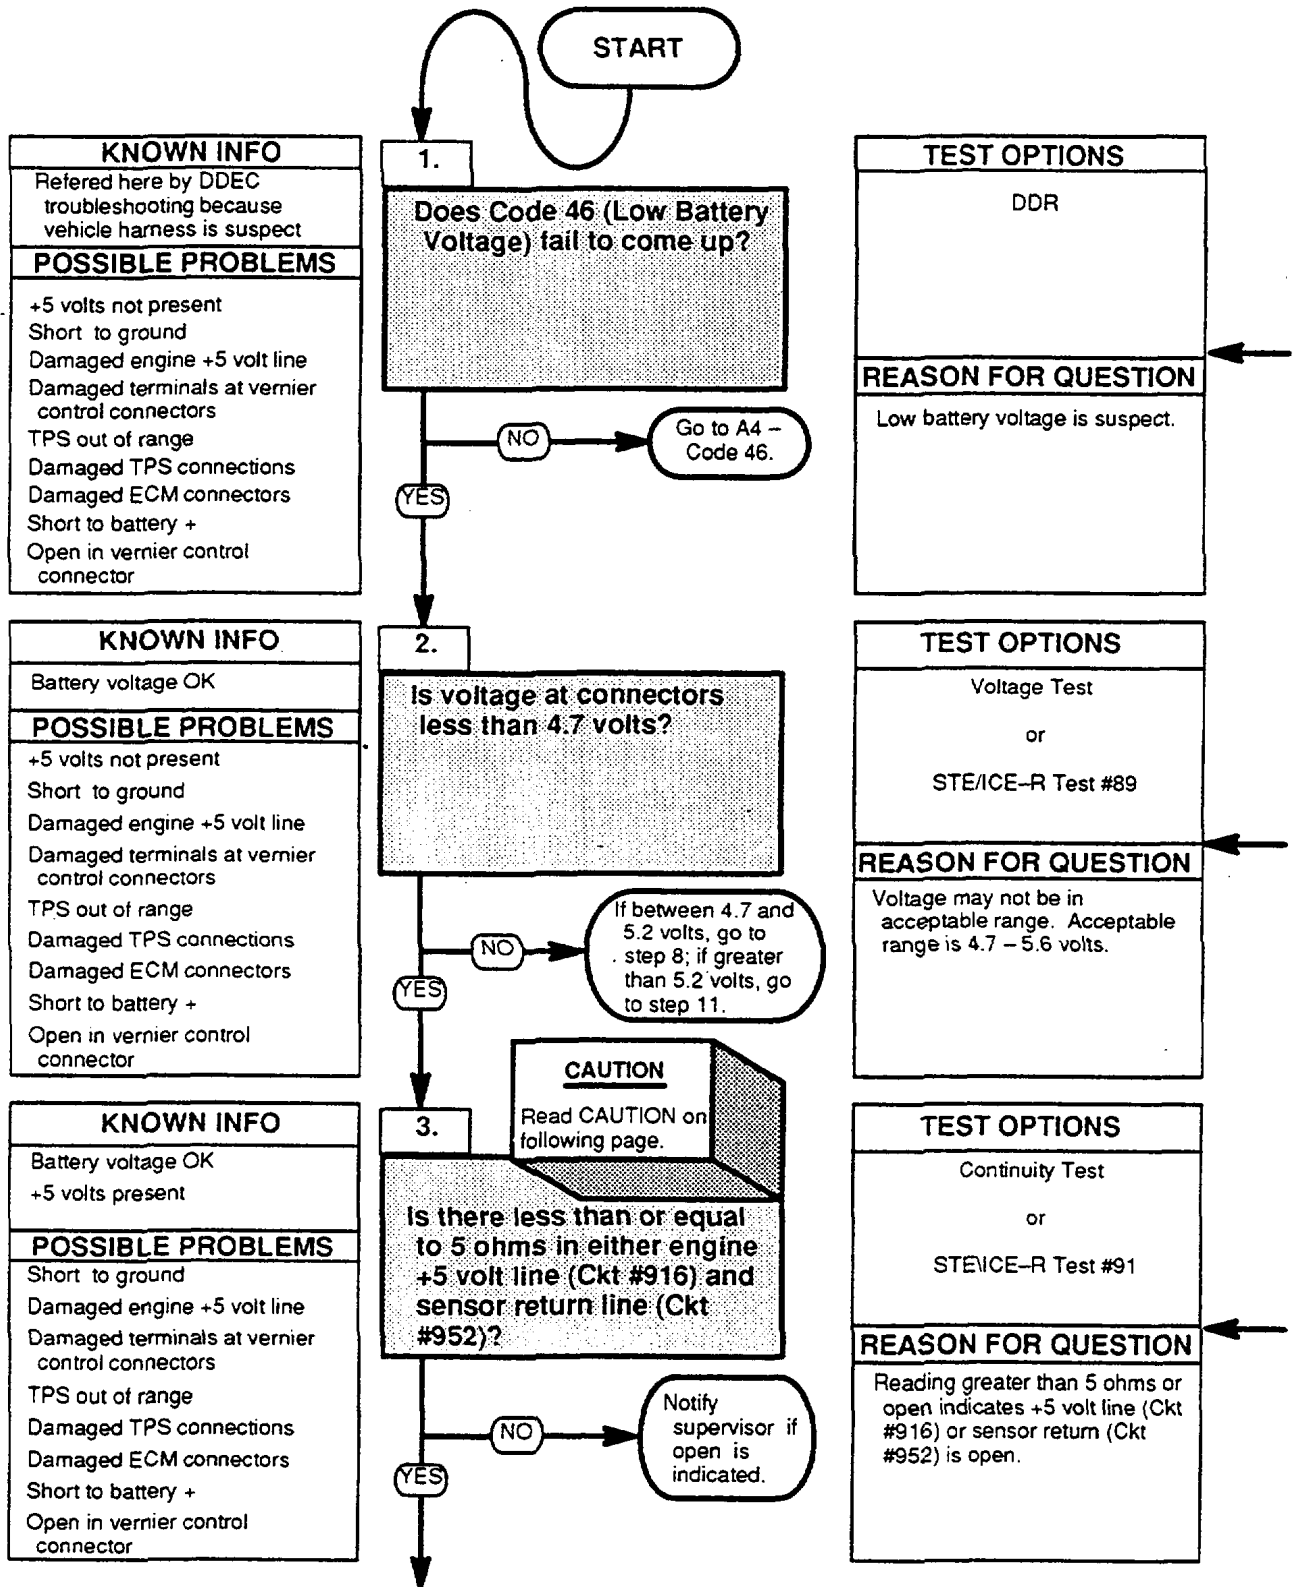 START
KNOWN INFO
Refered here by DDEC
troubleshooting because
vehicle harness is suspect
POSSIBLE PROBLEMS
+5 volts not present
Short to ground
Damaged engine +5 volt line
Damaged terminals at vernier
control connectors
TPS out of range
Damaged TPS connections
Damaged ECM connectors
Short to battery +
Open in vernier control
connector
1.
Does Code 46 (Low Battery
Voltage) fail to come up?
NO
Go to A4 –
Code 46.
YES
TEST OPTIONS
DDR
REASON FOR QUESTION
Low battery voltage is suspect.
KNOWN INFO
Battery voltage OK
POSSIBLE PROBLEMS
+5 volts not present
Short to ground
Damaged engine +5 volt line
Damaged terminals at vernier
control connectors
TPS out of range
Damaged TPS connections
Damaged ECM connectors
Short to battery +
Open in vernier control
connector
2.
Is voltage at connectors
less than 4.7 volts?
NO
If between 4.7 and
5.2 volts, go to
step 8; if greater
than 5.2 volts, go
to step 11.
YES
TEST OPTIONS
Voltage Test
or
STE/ICE–R Test #89
REASON FOR QUESTION
Voltage may not be in
acceptable range. Acceptable
range is 4.7 – 5.6 volts.
KNOWN INFO
Battery voltage OK
+5 volts present
POSSIBLE PROBLEMS
Short to ground
Damaged engine +5 volt line
Damaged terminals at vernier
control connectors
TPS out of range
Damaged TPS connections
Damaged ECM connectors
Short to battery +
Open in vernier control
connector
CAUTION
Read CAUTION on
following page.
3.
Is there less than or equal
to 5 ohms in either engine
+5 volt line (Ckt #916) and
sensor return line (Ckt
#952)?
NO
Notify
supervisor if
open is
indicated.
YES
TEST OPTIONS
Continuity Test
or
STE\ICE–R Test #91
REASON FOR QUESTION
Reading greater than 5 ohms or
open indicates +5 volt line (Ckt
#916) or sensor return (Ckt
#952) is open.